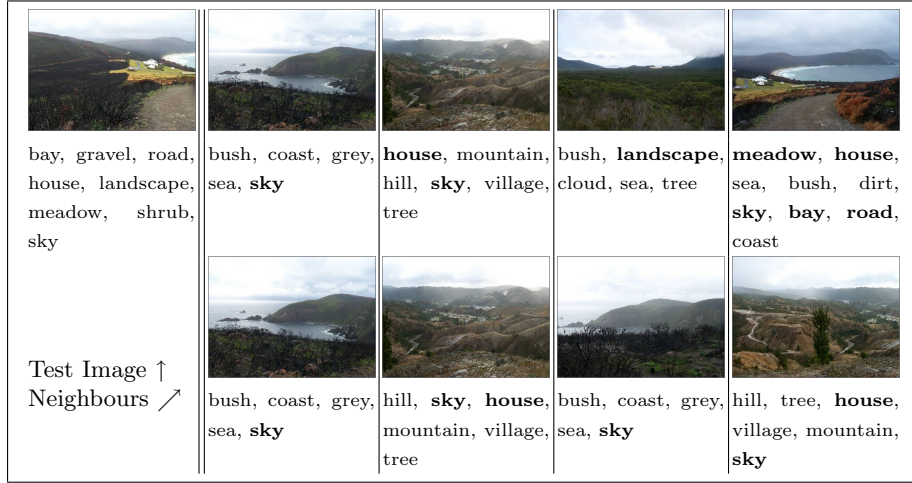 bay, gravel, road,
house, landscape,
meadow, shrub,
sky
bush, coast, grey,
sea, sky
house, mountain,
hill, sky, village,
tree
bush, landscape,
cloud, sea, tree
meadow, house,
sea, bush, dirt,
sky, bay, road,
coast
Test Image ↑
Neighbours ↗
bush, coast, grey,
sea, sky
hill, sky, house,
mountain, village,
tree
bush, coast, grey,
sea, sky
hill, tree, house,
village, mountain,
sky